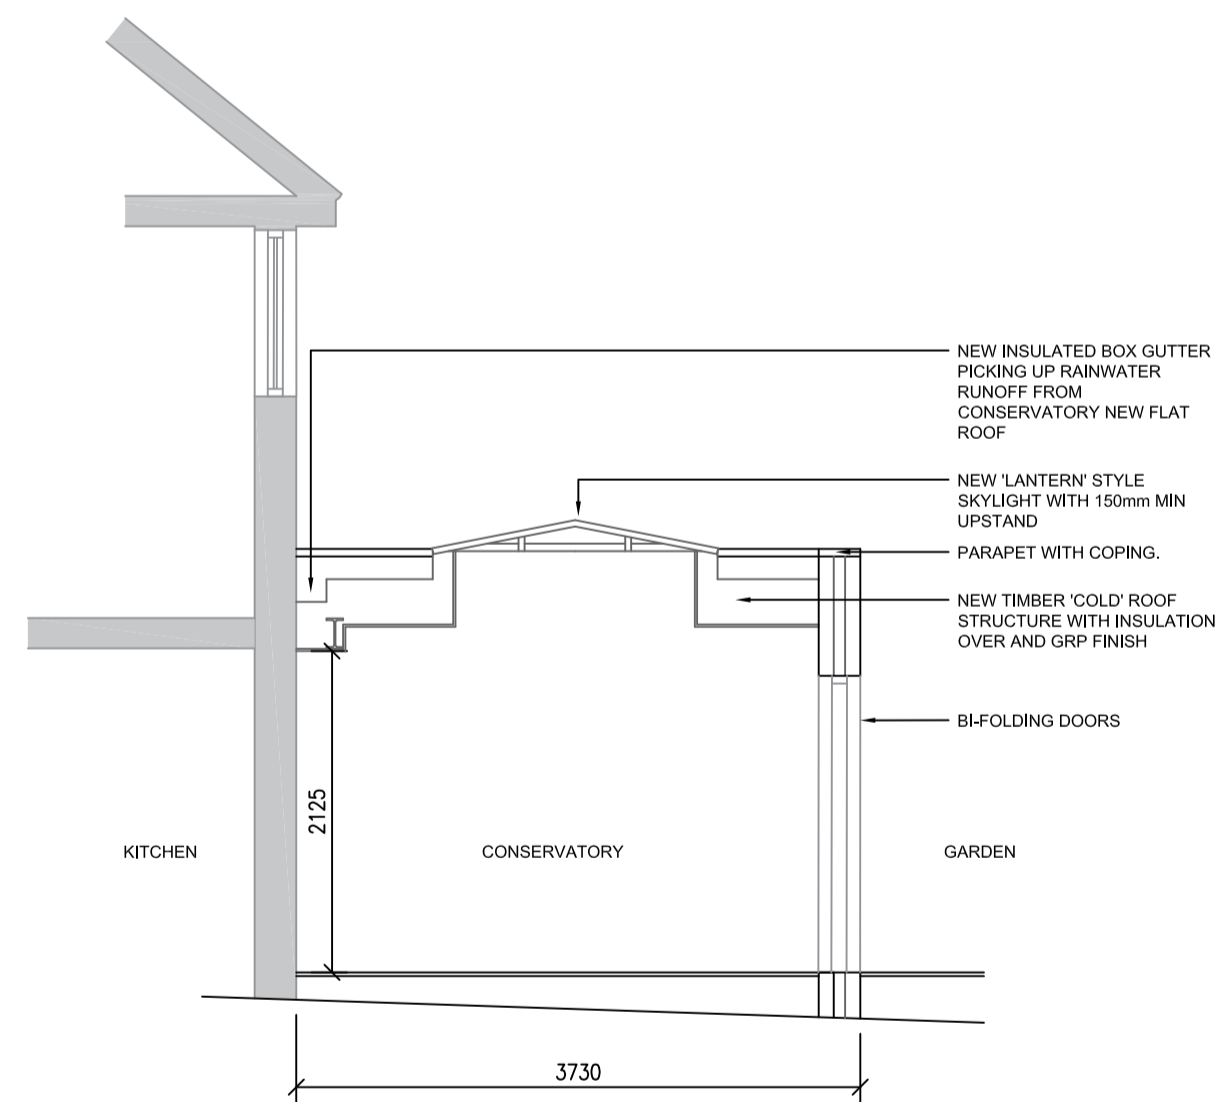 NEW INSULATED BOX GUTTER
PICKING UP RAINWATER
RUNOFF FROM
CONSERVATORY NEW FLAT
ROOF
NEW 'LANTERN' STYLE
SKYLIGHT WITH 150mm MIN
UPSTAND
PARAPET WITH COPING.
NEW TIMBER 'COLD' ROOF
STRUCTURE WITH INSULATION
OVER AND GRP FINISH
BI-FOLDING DOORS
2125
KITCHEN
CONSERVATORY
GARDEN
3730